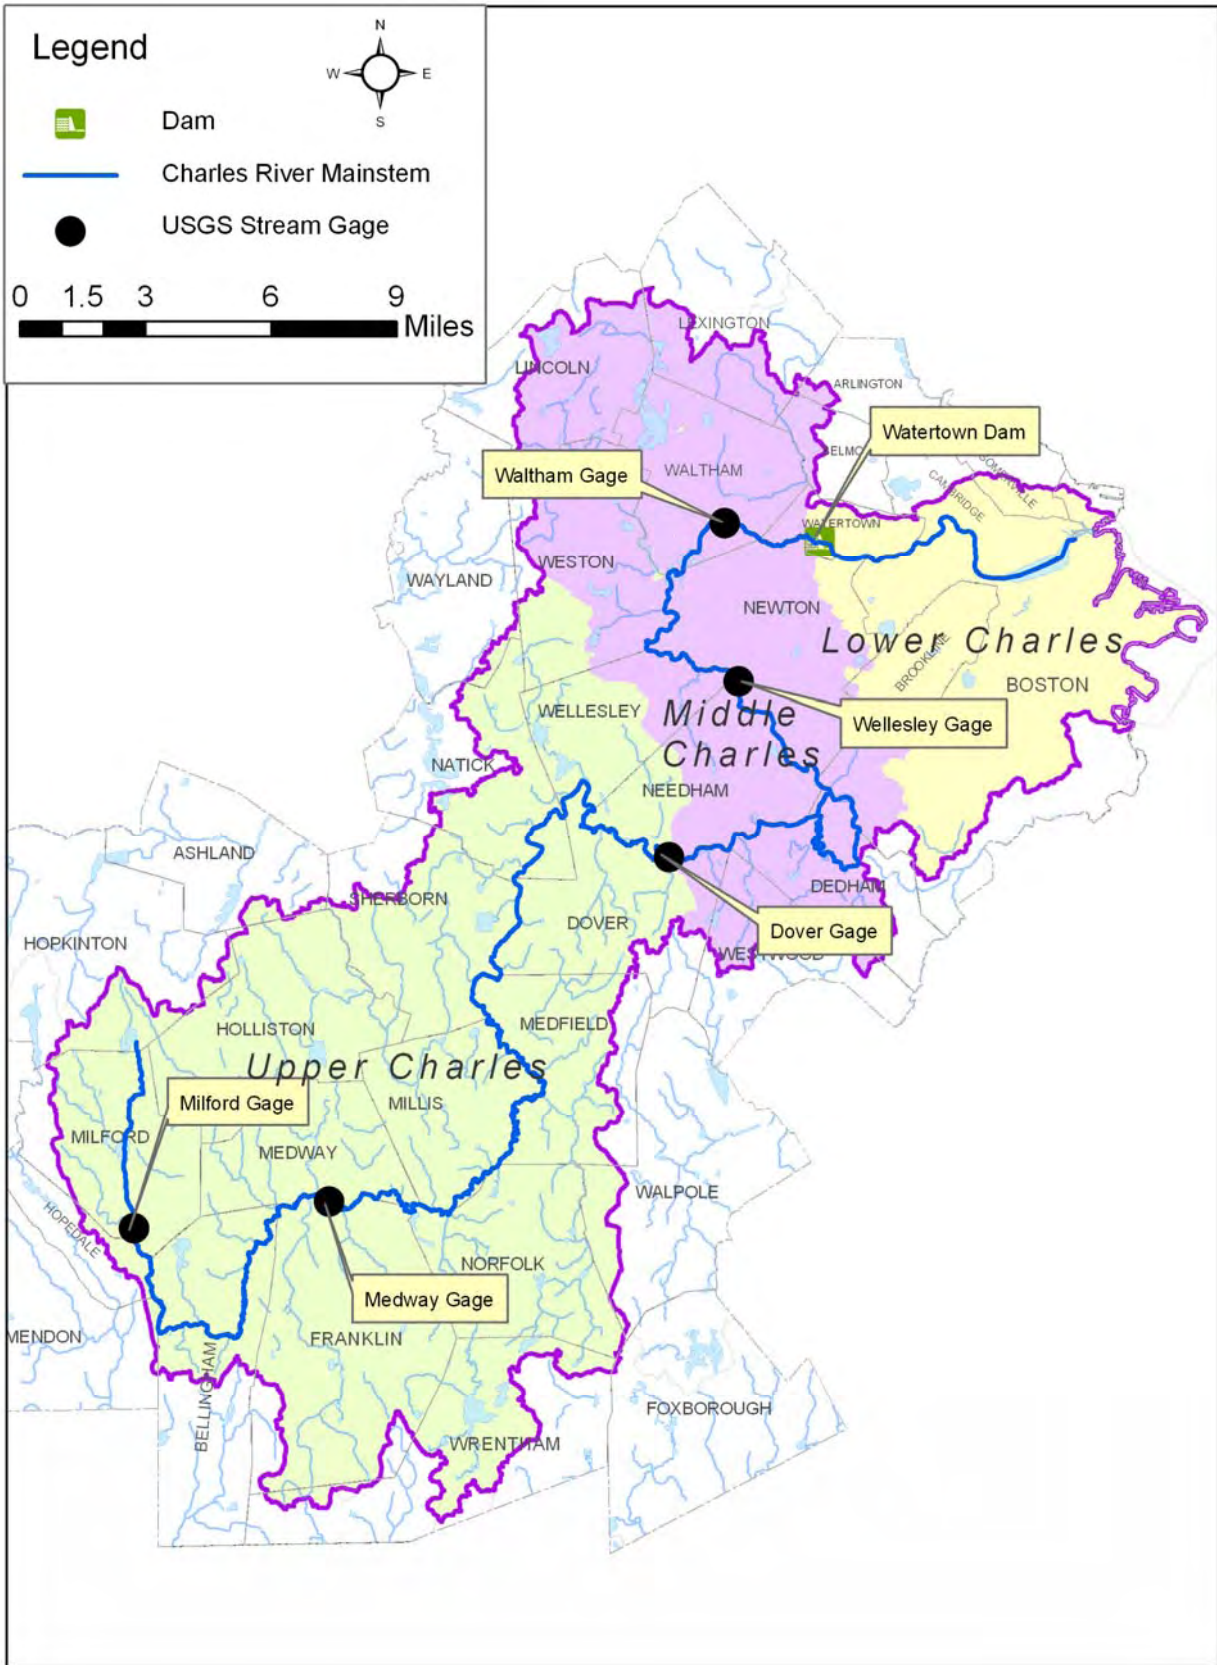 Legend
N
W
E
S
Dam
Charles River Mainstem
USGS Stream Gage
0 1.5 3 6 9
Miles
LEXINGTON
LINCOLN
ARLINGTON
Watertown Dam
ELMO
SOMERVILLE
WALTHAM
Waltham Gage
CAMBRIDGE
WATERTOWN
WESTON
WAYLAND
NEWTON
Lower Charles
BROOKLINE
BOSTON
WELLESLEY
Middle
Charles
Wellesley Gage
NATICK
NEEDHAM
ASHLAND
DEDHAM
SHERBORN
DOVER
Dover Gage
HOPKINTON
WESTWOOD
HOLLISTON
MEDFIELD
Upper Charles
Milford Gage
MILLIS
MILFORD
MEDWAY
WALPOLE
HOPEDALE
NORFOLK
Medway Gage
MENDON
FRANKLIN
BELLINGHAM
FOXBOROUGH
WRENTHAM